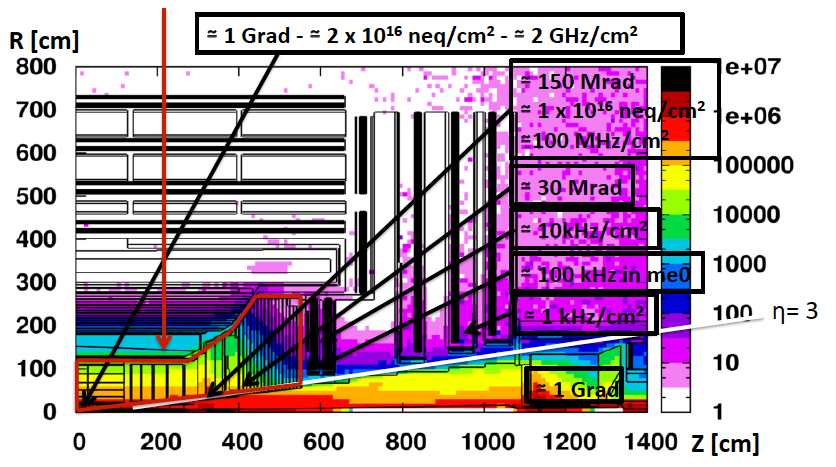 ≃ 1 Grad - ≃ 2 x 10¹⁶ neq/cm² - ≃ 2 GHz/cm²
R [cm]
800
700
600
500
400
300
200
100
0
≃ 150 Mrad
≃ 1 x 10¹⁶ neq/cm²
≃100 MHz/cm²
≃ 30 Mrad
≃ 10kHz/cm²
≃ 100 kHz in me0
≃ 1 kHz/cm²
≃ 1 Grad
η= 3
1e+07
1e+06
100000
10000
1000
100
10
1
0 200 400 600 800 1000 1200 1400 Z [cm]